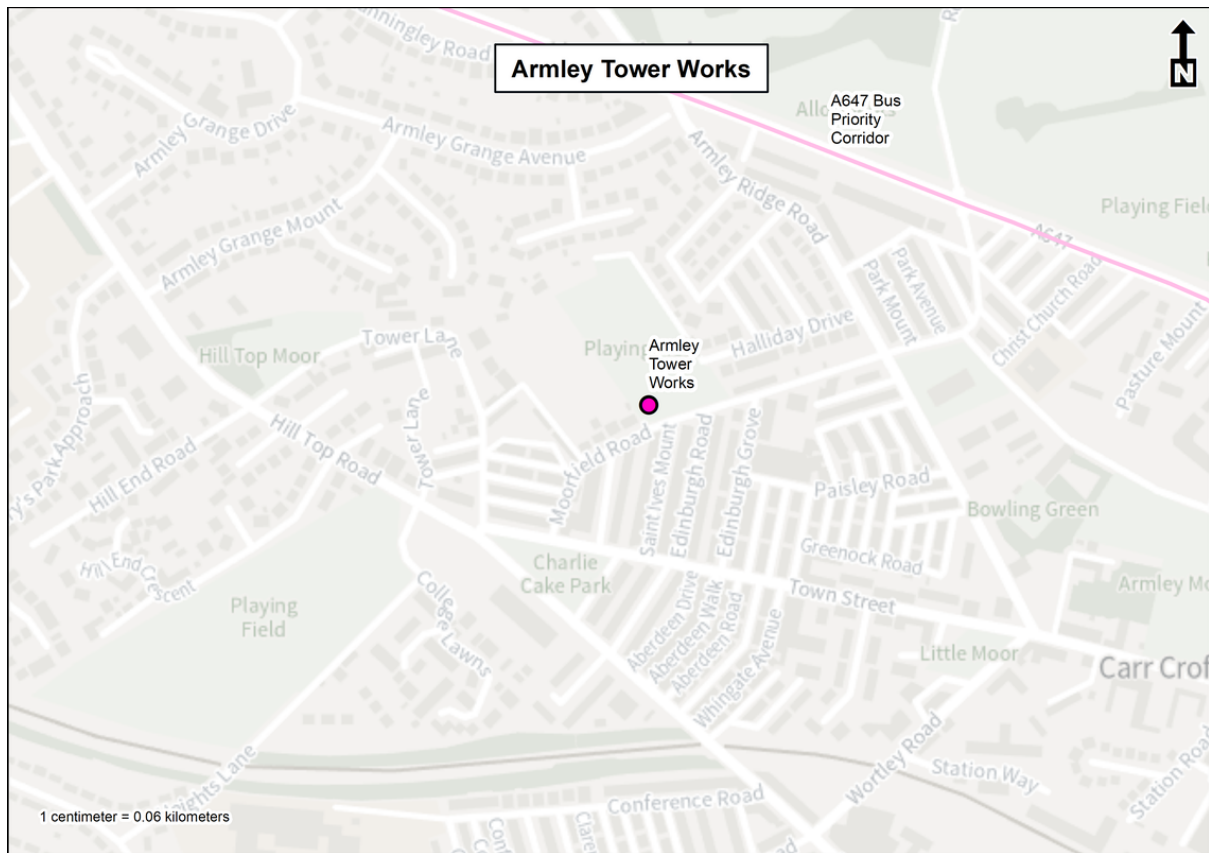 Armley Tower Works
N
A647 Bus
Priority
Corridor
Armley Grange Drive
Armley Grange Avenue
Armley Ridge Road
Playing Field
A647
Armley Grange Mount
Park Mount
Park Avenue
Christ Church Road
Pasture Mount
Hill Top Moor
Tower Lane
Halliday Drive
Armley
Tower
Works
Tower Lane
Hill Top Road
Hill End Road
Moorfield Road
Saint Ives Mount
Edinburgh Road
Edinburgh Grove
Paisley Road
Bowling Green
Greenock Road
Hill End Crescent
Charlie
Cake Park
Playing
Field
College Lawns
Town Street
Aberdeen Drive
Aberdeen Walk
Aberdeen Road
Whingate Avenue
Little Moor
Wortley Road
Station Way
Station Road
Conference Road
1 centimeter = 0.06 kilometers